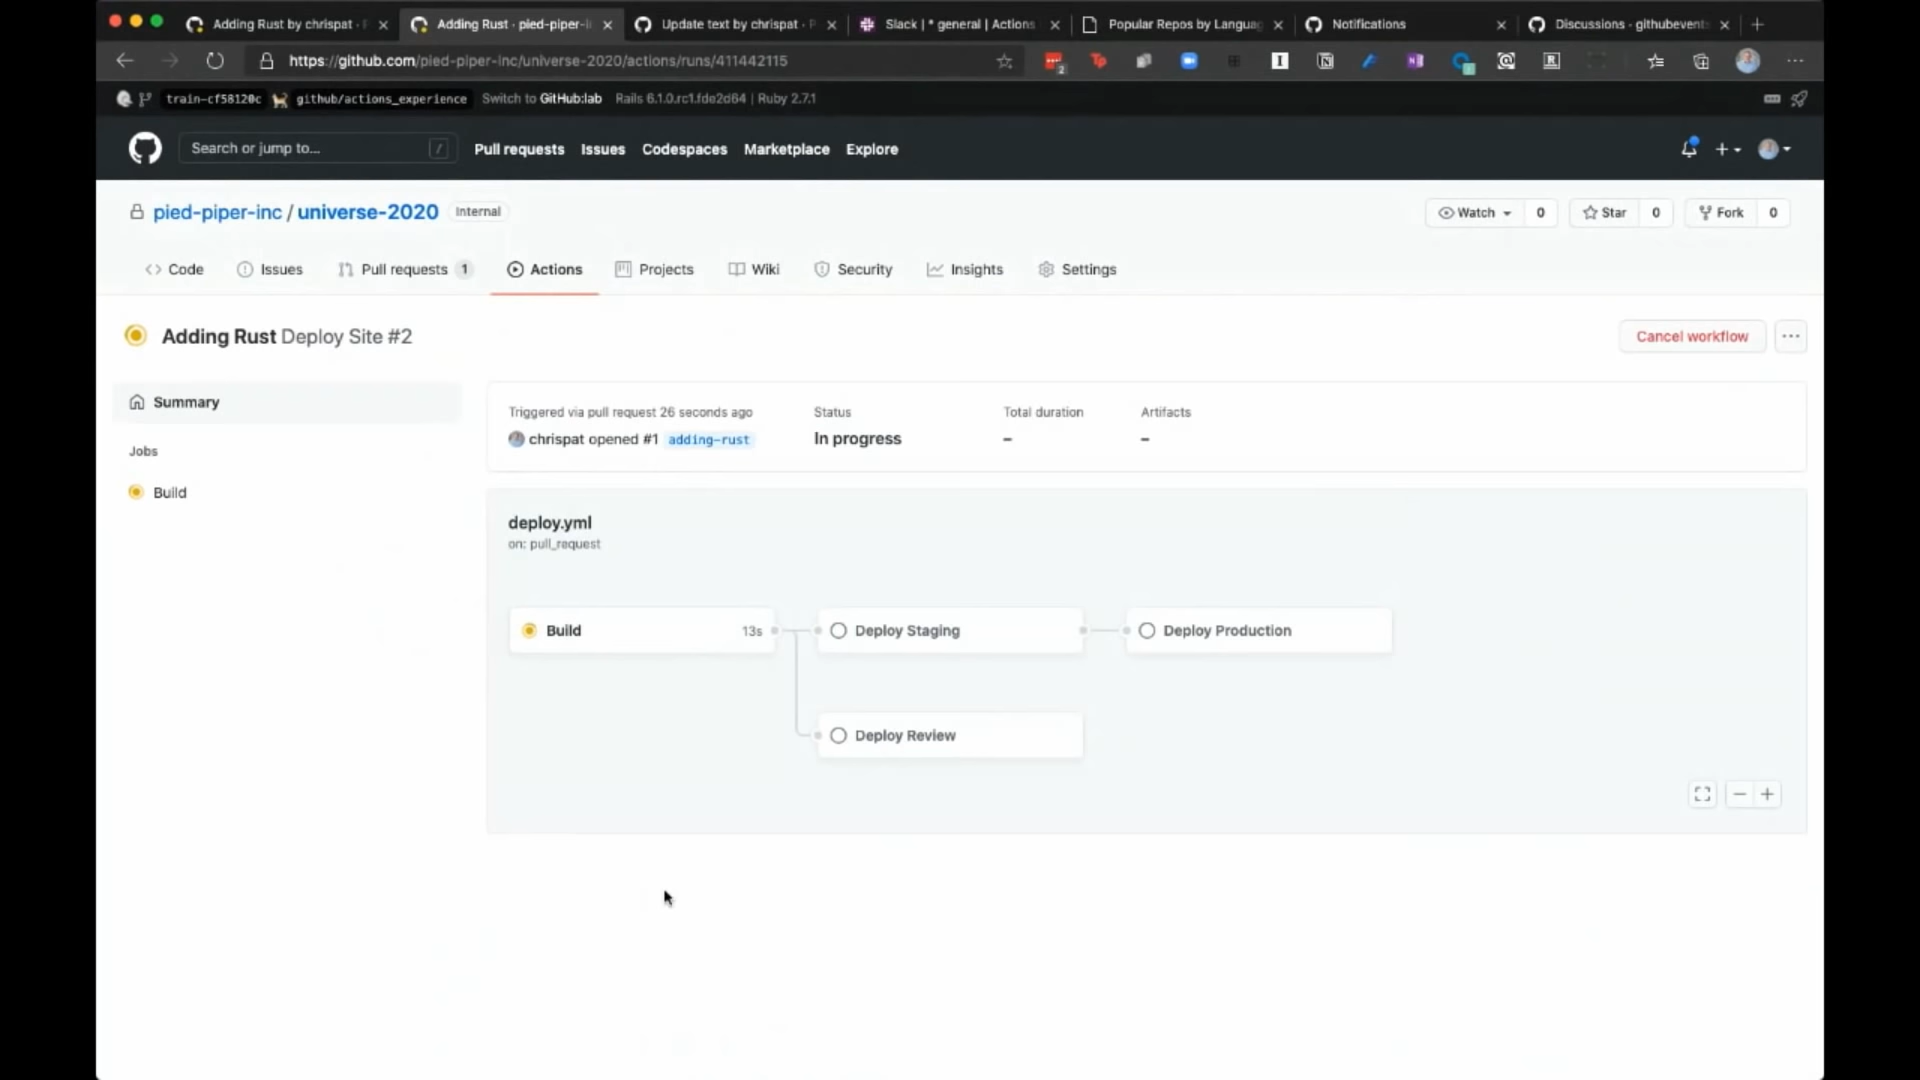 Adding Rust by chrispat ·
Adding Rust · pied-piper-i
Update text by chrispat ·
Slack | * general | Actions
Popular Repos by Langua
Notifications
Discussions · githubevent
https://github.com/pied-piper-inc/universe-2020/actions/runs/411442115
train-cf58120c github/actions_experience Switch to GitHub:lab Rails 6.1.0.rc1.fde2d64 | Ruby 2.7.1
Search or jump to... /
Pull requests Issues Codespaces Marketplace Explore
pied-piper-inc / universe-2020 Internal
Watch 0 Star 0 Fork 0
Code Issues Pull requests 1 Actions Projects Wiki Security Insights Settings
Adding Rust Deploy Site #2
Cancel workflow
Summary
Jobs
Build
Triggered via pull request 26 seconds ago
chrispat opened #1 adding-rust
Status
In progress
Total duration
–
Artifacts
–
deploy.yml
on: pull_request
Build 13s
Deploy Staging
Deploy Production
Deploy Review